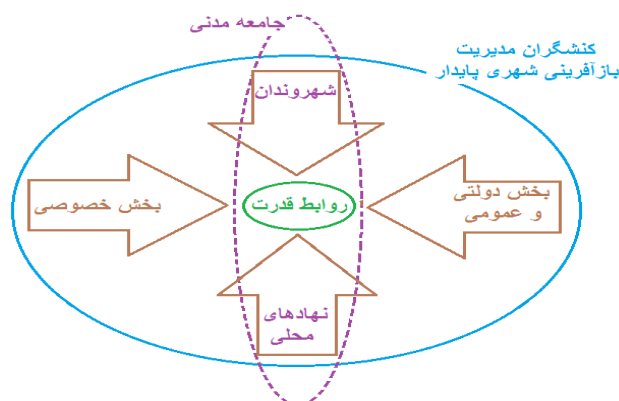 جامعه مدنی
کنشگران مدیریت
بازآفرینی شهری پایدار
شهروندان
بخش دولتی
و عمومی
روابط قدرت
بخش خصوصی
نهادهای
محلی